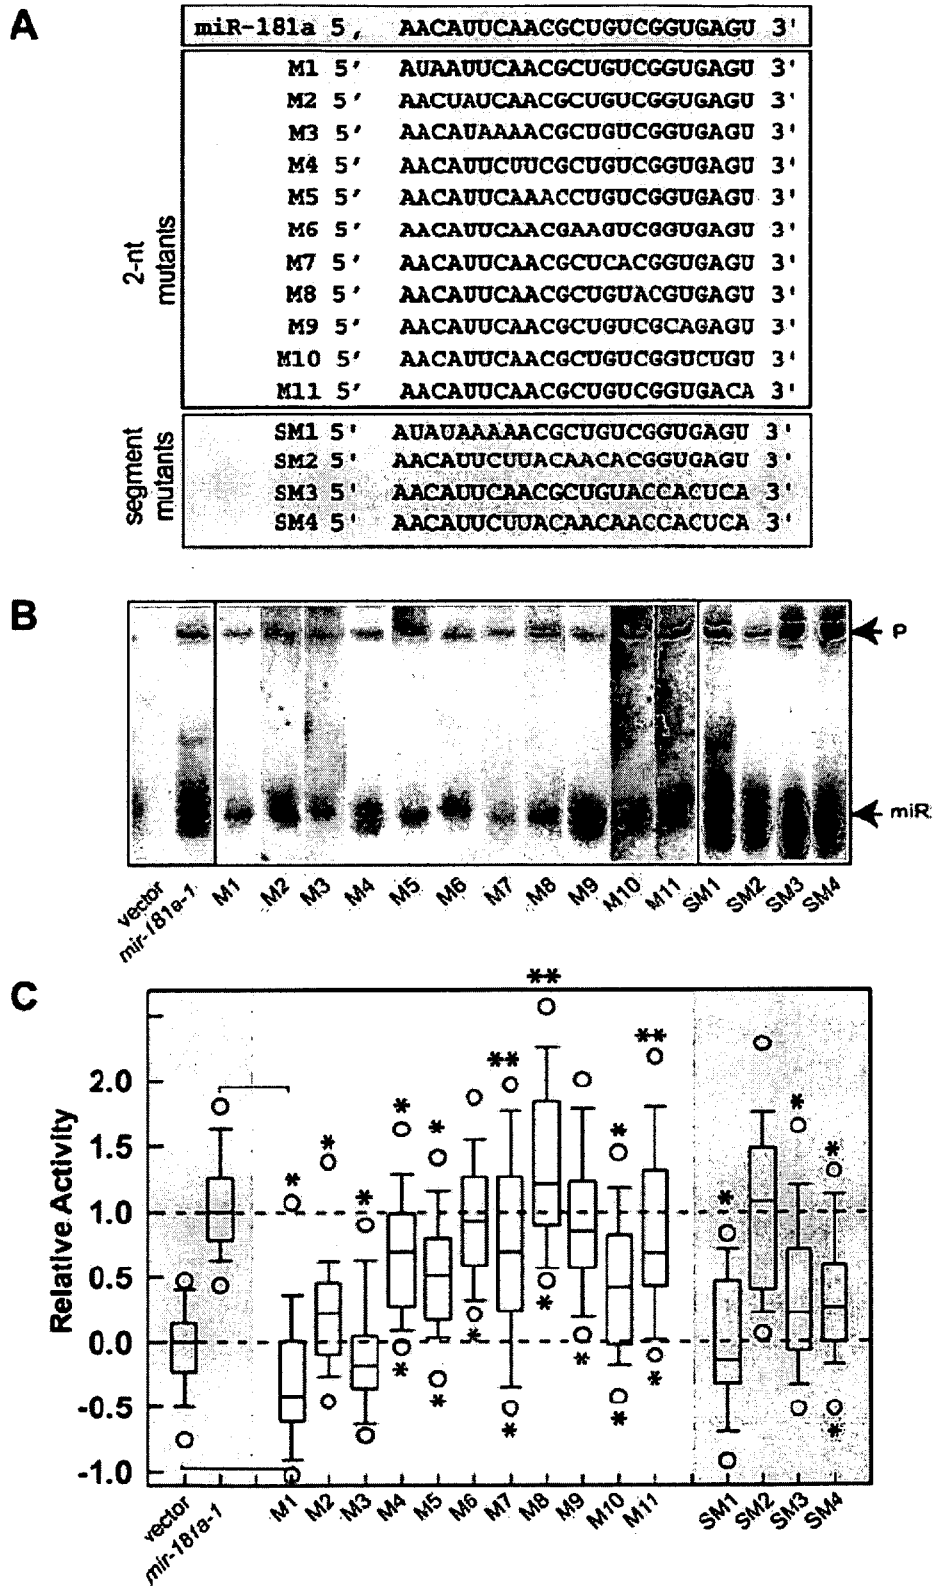 A
miR-181a 5, AACAUUCAACGCUGUCGGUGAGU 3'
M1 5' AUAAUUCAACGCUGUCGGUGAGU 3'
M2 5' AACUAUCAACGCUGUCGGUGAGU 3'
M3 5' AACAUAAAACGCUGUCGGUGAGU 3'
M4 5' AACAUUCUUCGCUGUCGGUGAGU 3'
M5 5' AACAUUCAAACCUGUCGGUGAGU 3'
M6 5' AACAUUCAACGAAGUCGGUGAGU 3'
M7 5' AACAUUCAACGCUCACGGUGAGU 3'
M8 5' AACAUUCAACGCUGUACGUGAGU 3'
M9 5' AACAUUCAACGCUGUCGCAGAGU 3'
M10 5' AACAUUCAACGCUGUCGGUCUGU 3'
M11 5' AACAUUCAACGCUGUCGGUGACA 3'
2-nt
mutants
SM1 5' AUAUAAAAACGCUGUCGGUGAGU 3'
SM2 5' AACAUUCUUACAACACGGUGAGU 3'
SM3 5' AACAUUCAACGCUGUACCACUCA 3'
SM4 5' AACAUUCUUACAACAACCACUCA 3'
segment
mutants
B
P
miR
vector mir-181a-1 M1 M2 M3 M4 M5 M6 M7 M8 M9 M10 M11 SM1 SM2 SM3 SM4
C
Relative Activity
2.0
1.5
1.0
0.5
0.0
-0.5
-1.0
* * * * * ** ** * ** * * *
* * * * * * * * *
vector mir-181a-1 M1 M2 M3 M4 M5 M6 M7 M8 M9 M10 M11 SM1 SM2 SM3 SM4